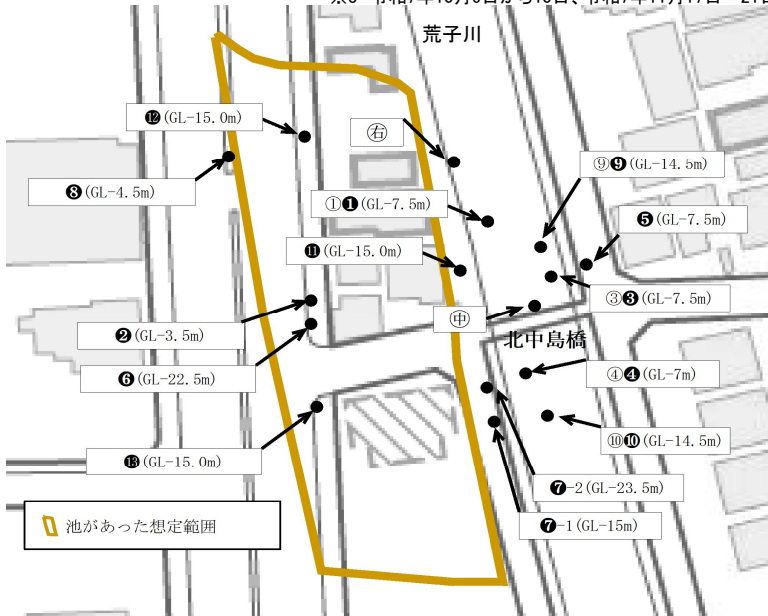 荒子川
⓬(GL-15.0m)
㊨
⑨❾(GL-14.5m)
❽(GL-4.5m)
①❶(GL-7.5m)
❺(GL-7.5m)
⓫(GL-15.0m)
③❸(GL-7.5m)
㊥
❷(GL-3.5m)
北中島橋
❻(GL-22.5m)
④❹(GL-7m)
⑩❿(GL-14.5m)
⓭(GL-15.0m)
❼-2(GL-23.5m)
池があった想定範囲
❼-1(GL-15m)